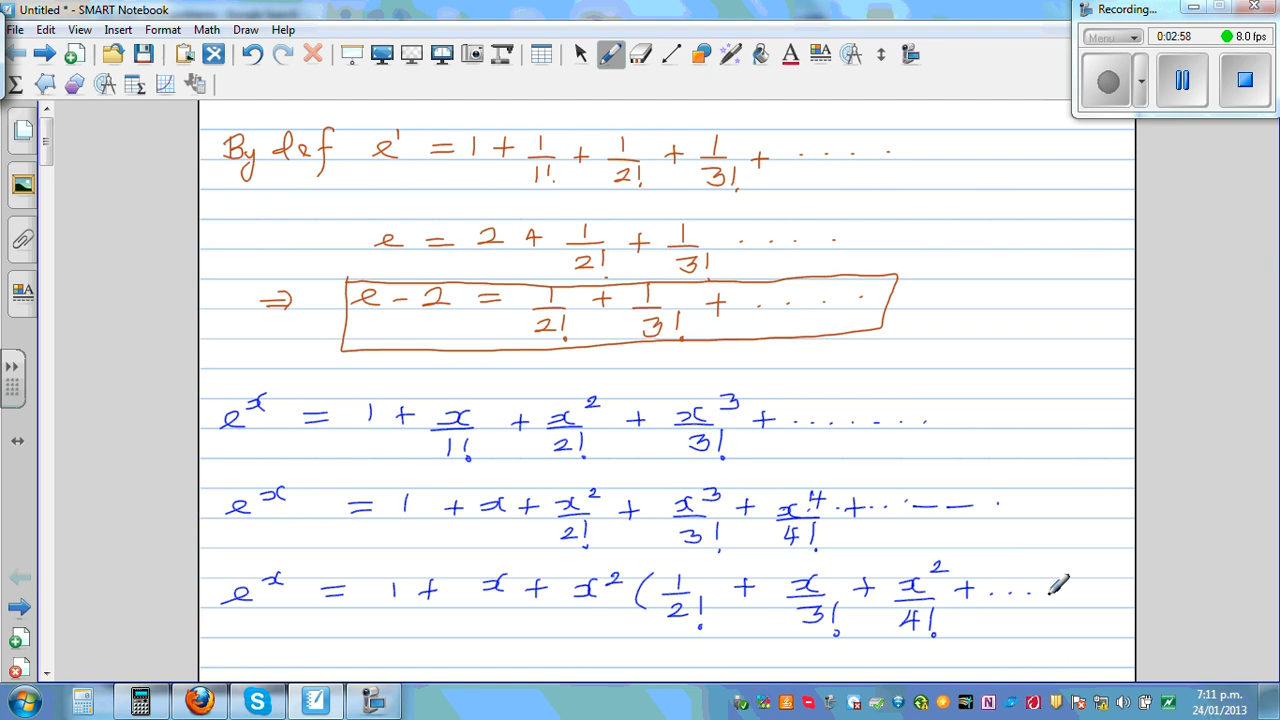 Untitled * - SMART Notebook
File Edit View Insert Format Math Draw Help
Recording...
Menu
0:02:58
8.0 fps
By def e¹ = 1 + 1/1! + 1/2! + 1/3! + . . . .
e = 2 + 1/2! + 1/3! . . . .
⇒ e - 2 = 1/2! + 1/3! + . . . .
eˣ = 1 + x/1! + x²/2! + x³/3! + . . . . . . .
eˣ = 1 + x + x²/2! + x³/3! + x⁴/4! + . . . _ _ .
eˣ = 1 + x + x² ( 1/2! + x/3! + x²/4! + . . .
7:11 p.m.
24/01/2013